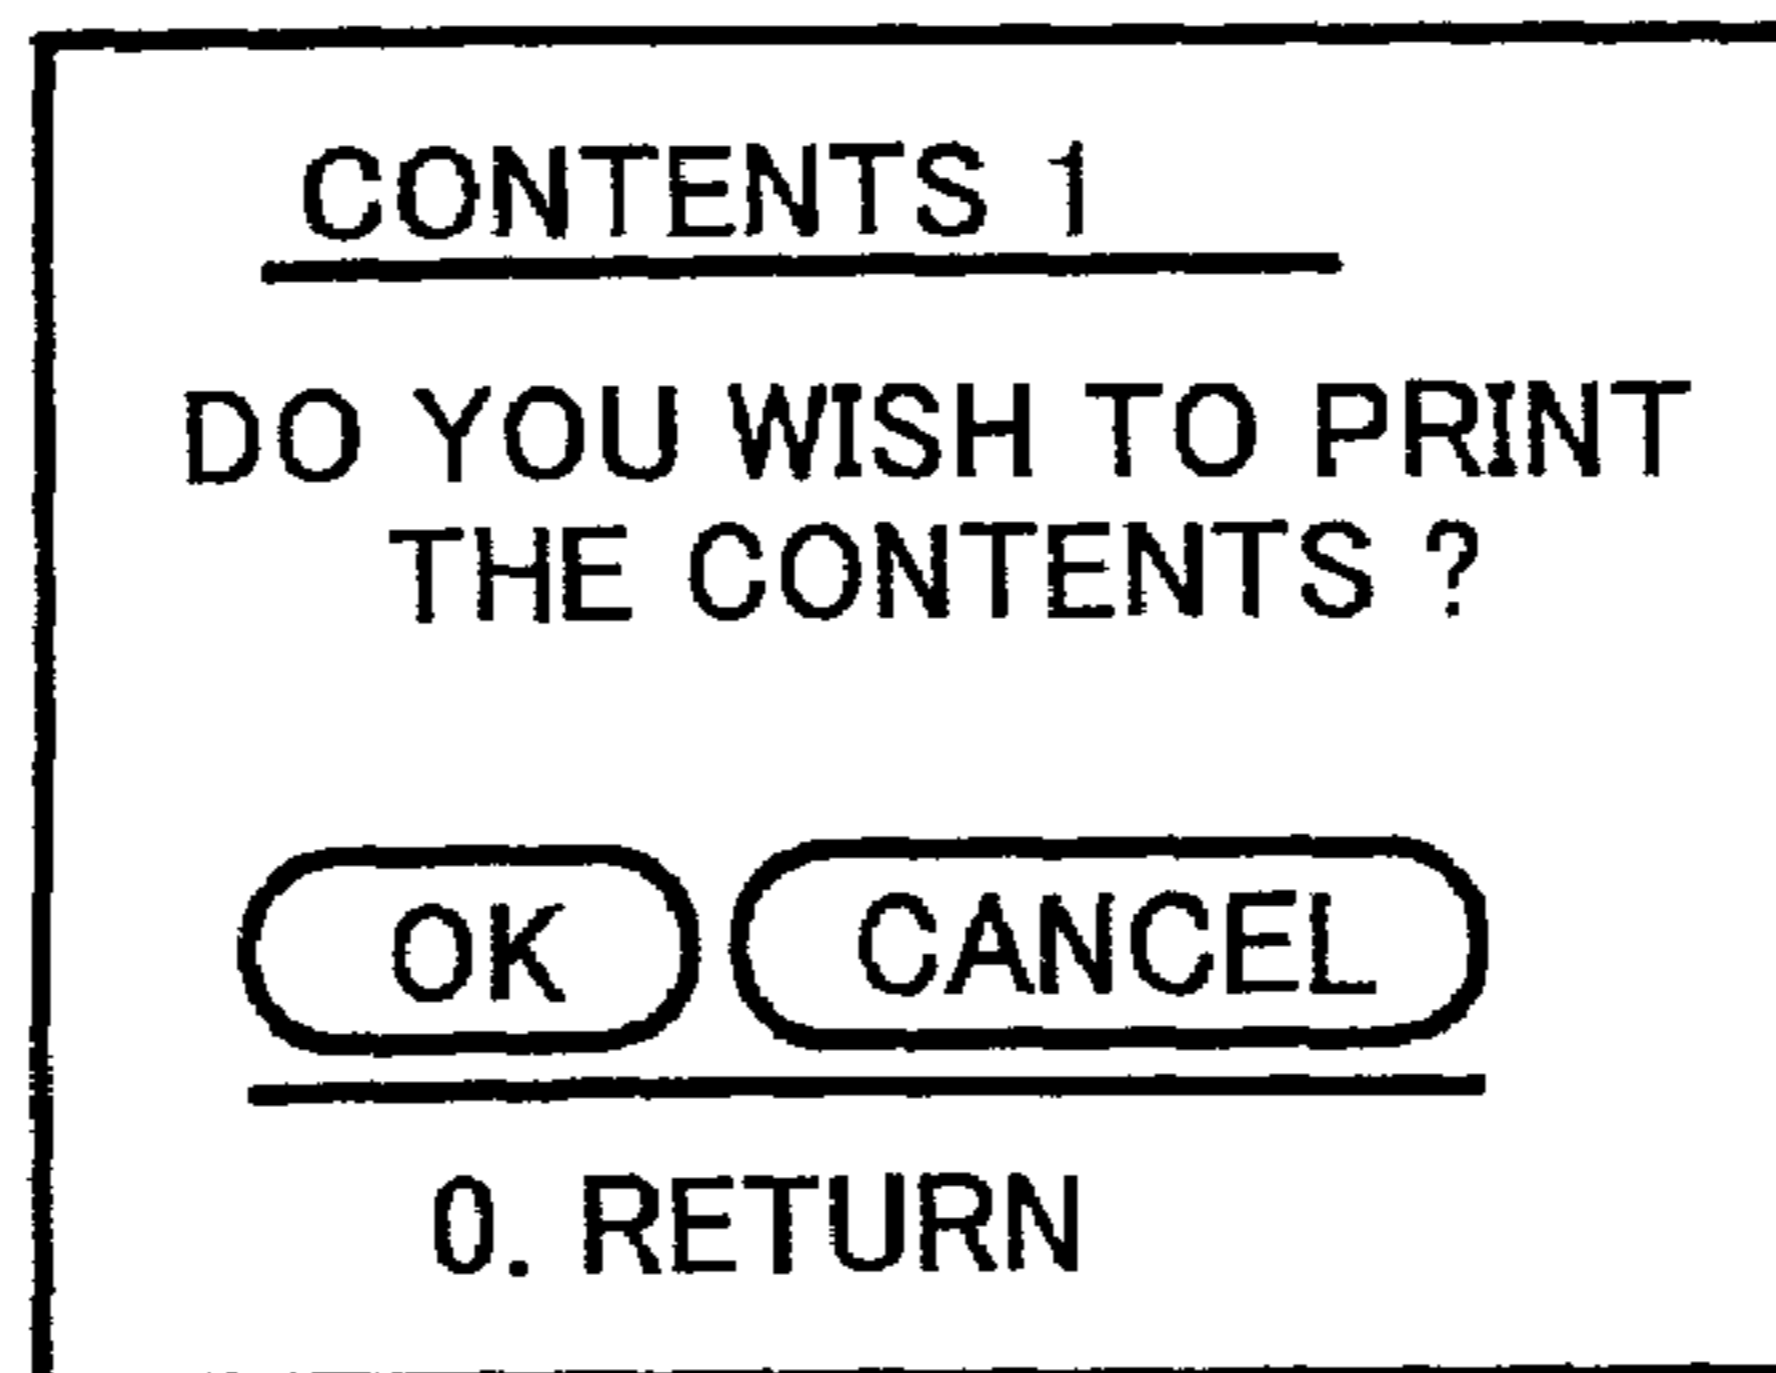 CONTENTS 1
DO YOU WISH TO PRINT
THE CONTENTS ?
OK CANCEL
0. RETURN